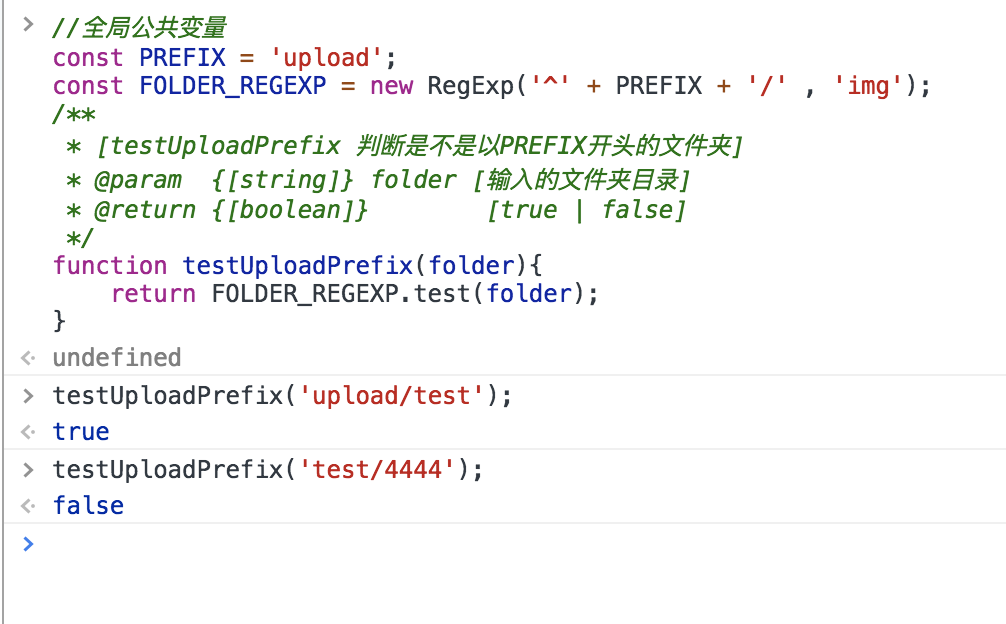 > //全局公共变量
const PREFIX = 'upload';
const FOLDER_REGEXP = new RegExp('^' + PREFIX + '/' , 'img');
/**
 * [testUploadPrefix 判断是不是以PREFIX开头的文件夹]
 * @param  {[string]} folder [输入的文件夹目录]
 * @return {[boolean]}        [true | false]
 */
function testUploadPrefix(folder){
    return FOLDER_REGEXP.test(folder);
}
undefined
> testUploadPrefix('upload/test');
true
> testUploadPrefix('test/4444');
false
>